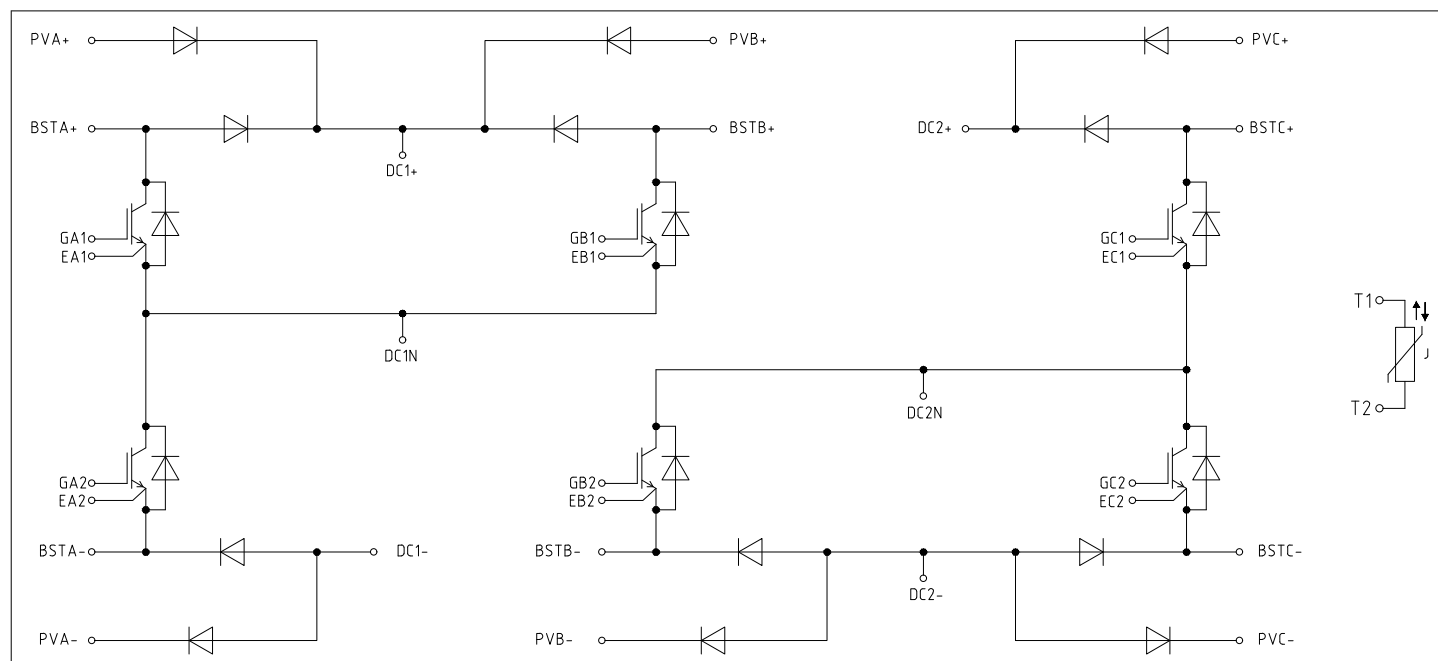 PVA+ PVB+ PVC+
BSTA+ BSTB+ DC2+ BSTC+
DC1+
GA1 GB1 GC1
EA1 EB1 EC1
T1
DC1N
J
DC2N
T2
GA2 GB2 GC2
EA2 EB2 EC2
BSTA- DC1- BSTB- BSTC-
DC2-
PVA- PVB- PVC-